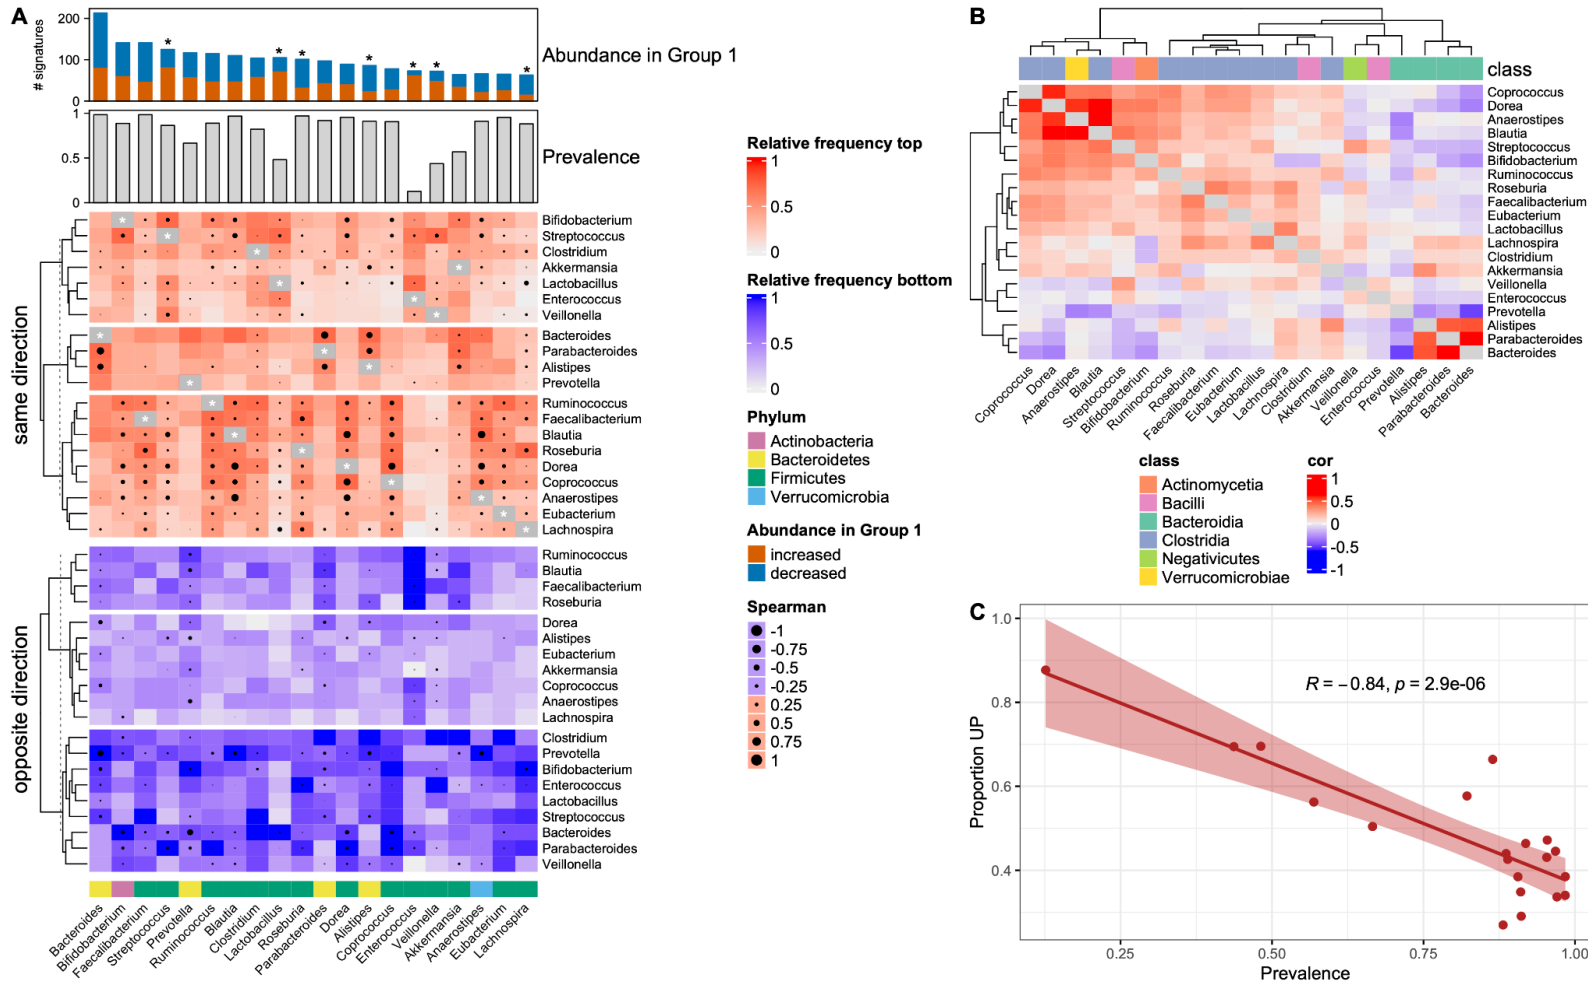 A
# signatures
200
100
0
* * * * * * *
Abundance in Group 1
1
0.5
0
Prevalence
same direction
Bifidobacterium
Streptococcus
Clostridium
Akkermansia
Lactobacillus
Enterococcus
Veillonella
Bacteroides
Parabacteroides
Alistipes
Prevotella
Ruminococcus
Faecalibacterium
Blautia
Roseburia
Dorea
Coprococcus
Anaerostipes
Eubacterium
Lachnospira
opposite direction
Ruminococcus
Blautia
Faecalibacterium
Roseburia
Dorea
Alistipes
Eubacterium
Akkermansia
Coprococcus
Anaerostipes
Lachnospira
Clostridium
Prevotella
Bifidobacterium
Enterococcus
Lactobacillus
Streptococcus
Bacteroides
Parabacteroides
Veillonella
Bacteroides
Bifidobacterium
Faecalibacterium
Streptococcus
Prevotella
Ruminococcus
Blautia
Clostridium
Lactobacillus
Roseburia
Parabacteroides
Dorea
Alistipes
Coprococcus
Enterococcus
Veillonella
Akkermansia
Anaerostipes
Eubacterium
Lachnospira
Relative frequency top
1
0.5
0
Relative frequency bottom
1
0.5
0
Phylum
Actinobacteria
Bacteroidetes
Firmicutes
Verrucomicrobia
Abundance in Group 1
increased
decreased
Spearman
-1
-0.75
-0.5
-0.25
0.25
0.5
0.75
1
B
class
Coprococcus
Dorea
Anaerostipes
Blautia
Streptococcus
Bifidobacterium
Ruminococcus
Roseburia
Faecalibacterium
Eubacterium
Lactobacillus
Lachnospira
Clostridium
Akkermansia
Veillonella
Enterococcus
Prevotella
Alistipes
Parabacteroides
Bacteroides
Coprococcus
Dorea
Anaerostipes
Blautia
Streptococcus
Bifidobacterium
Ruminococcus
Roseburia
Faecalibacterium
Eubacterium
Lactobacillus
Lachnospira
Clostridium
Akkermansia
Veillonella
Enterococcus
Prevotella
Alistipes
Parabacteroides
Bacteroides
class
Actinomycetia
Bacilli
Bacteroidia
Clostridia
Negativicutes
Verrucomicrobiae
cor
1
0.5
0
-0.5
-1
C
Proportion UP
1.0
0.8
0.6
0.4
R = −0.84, p = 2.9e-06
0.25
0.50
0.75
1.00
Prevalence